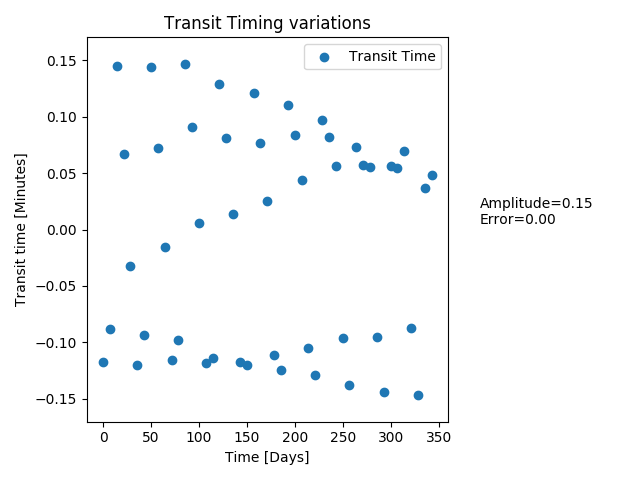 Transit Timing variations
Transit Time
0.15
0.10
0.05
0.00
−0.05
−0.10
−0.15
Transit time [Minutes]
Amplitude=0.15
Error=0.00
0 50 100 150 200 250 300 350
Time [Days]